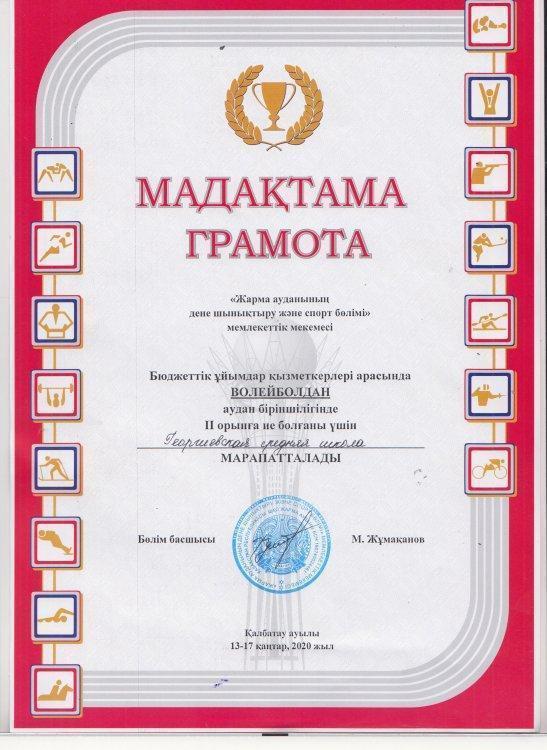 МАДАҚТАМА
ГРАМОТА
«Жарма ауданының
дене шынықтыру және спорт бөлімі»
мемлекеттік мекемесі
Бюджеттік ұйымдар қызметкерлері арасында
ВОЛЕЙБОЛДАН
аудан біріншілігінде
ІІ орынға ие болғаны үшін
Георгиевская средняя школа
МАРАПАТТАЛАДЫ
Бөлім басшысы М. Жұмақанов
Қалбатау ауылы
13-17 қаңтар, 2020 жыл